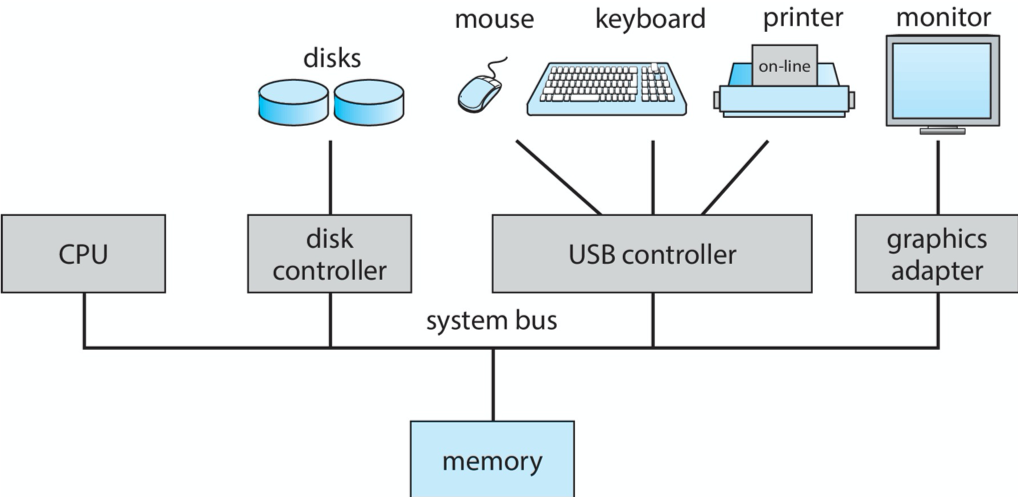 mouse
keyboard
printer
monitor
disks
on-line
CPU
disk
controller
USB controller
graphics
adapter
system bus
memory